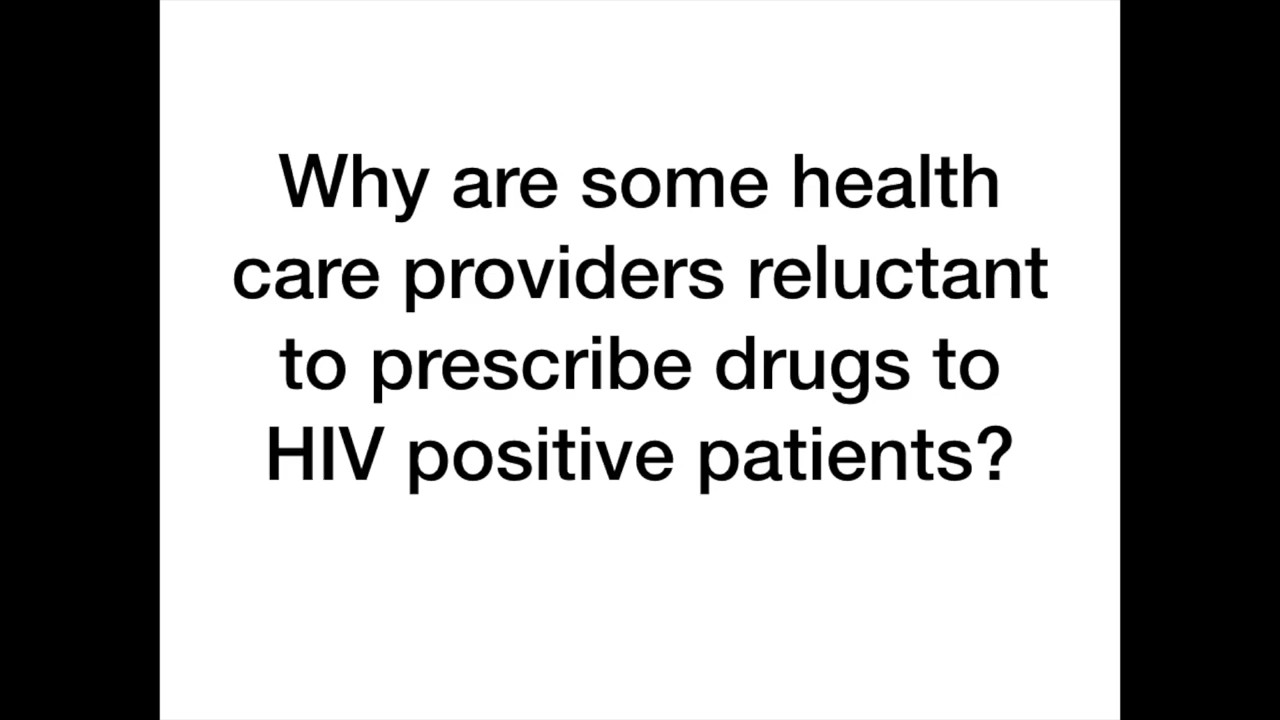 Why are some health
care providers reluctant
to prescribe drugs to
HIV positive patients?